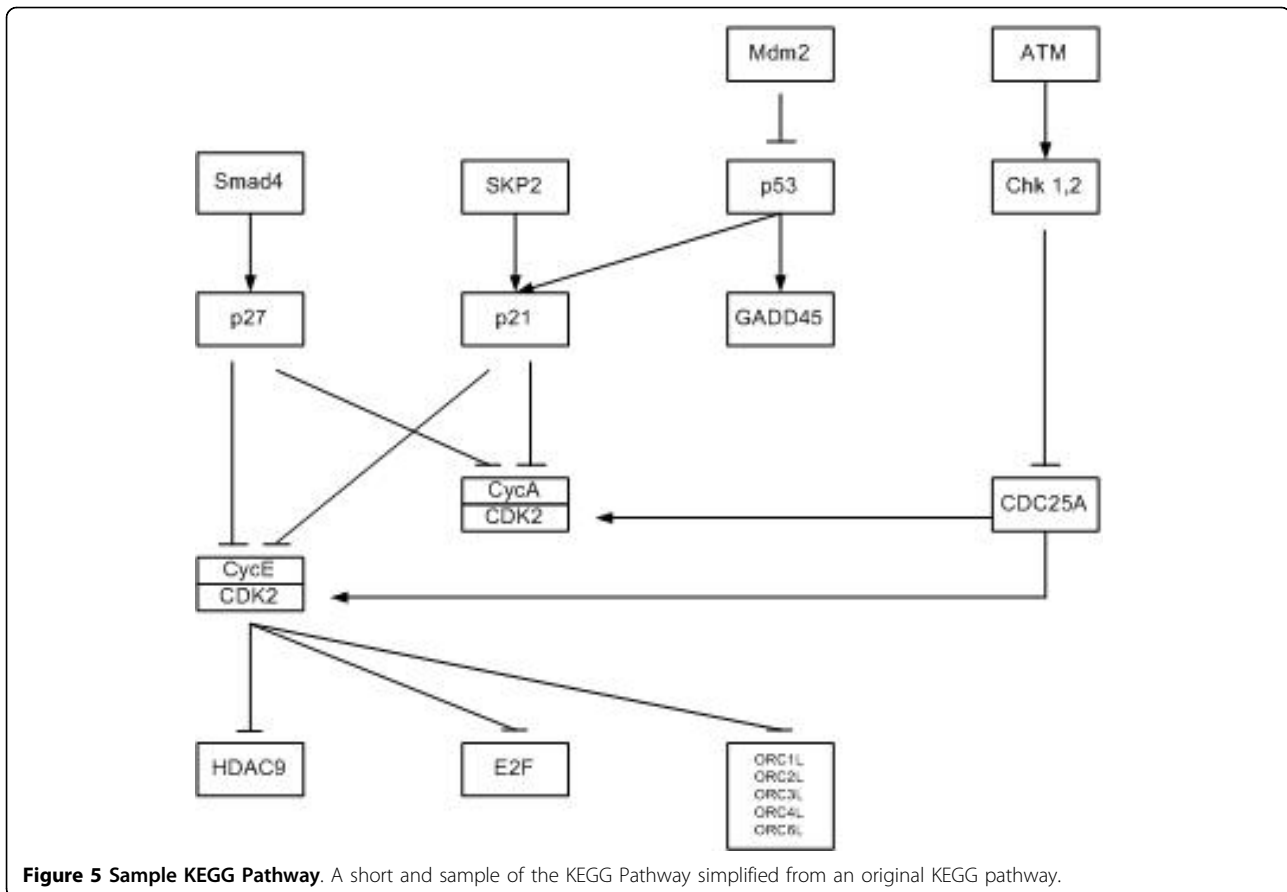 Mdm2
ATM
Smad4
SKP2
p53
Chk 1,2
p27
p21
GADD45
CycA
CDK2
CDC25A
CycE
CDK2
HDAC9
E2F
ORC1L
ORC2L
ORC3L
ORC4L
ORC6L
Figure 5 Sample KEGG Pathway. A short and sample of the KEGG Pathway simplified from an original KEGG pathway.